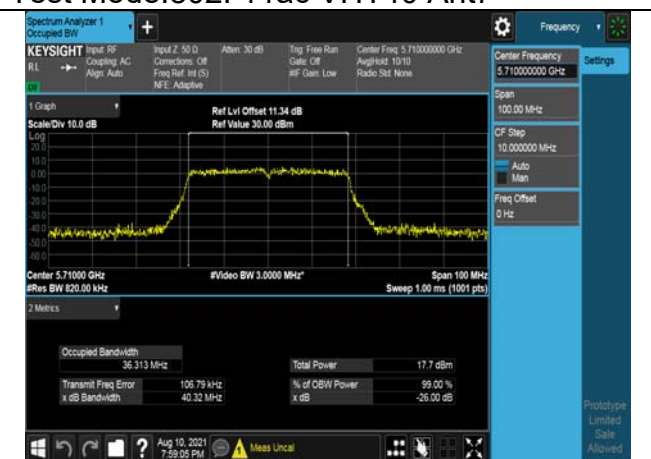 Spectrum Analyzer 1
Occupied BW
+
Frequency
KEYSIGHT
Input: RF
Coupling: AC
Align: Auto
Input Z: 50 Ω
Corrections: Off
Freq Ref: Int (S)
NFE: Adaptive
Atten: 30 dB
Trig: Free Run
Gate: Off
#IF Gain: Low
Center Freq: 5.710000000 GHz
Avg|Hold: 10/10
Radio Std: None
Center Frequency
5.710000000 GHz
Settings
Span
100.00 MHz
CF Step
10.000000 MHz
Auto
Man
Freq Offset
0 Hz
1 Graph
Scale/Div 10.0 dB
Ref Lvl Offset 11.34 dB
Ref Value 30.00 dBm
Log
20.0
10.0
0.00
-10.0
-20.0
-30.0
-40.0
-50.0
-60.0
Center 5.71000 GHz
#Res BW 820.00 kHz
#Video BW 3.0000 MHz*
Span 100 MHz
Sweep 1.00 ms (1001 pts)
2 Metrics
Occupied Bandwidth
36.313 MHz
Total Power 17.7 dBm
Transmit Freq Error 106.79 kHz
% of OBW Power 99.00 %
x dB Bandwidth 40.32 MHz
x dB -26.00 dB
Prototype
Limited
Sale
Allowed
?
Aug 10, 2021
7:59:05 PM
Meas Uncal